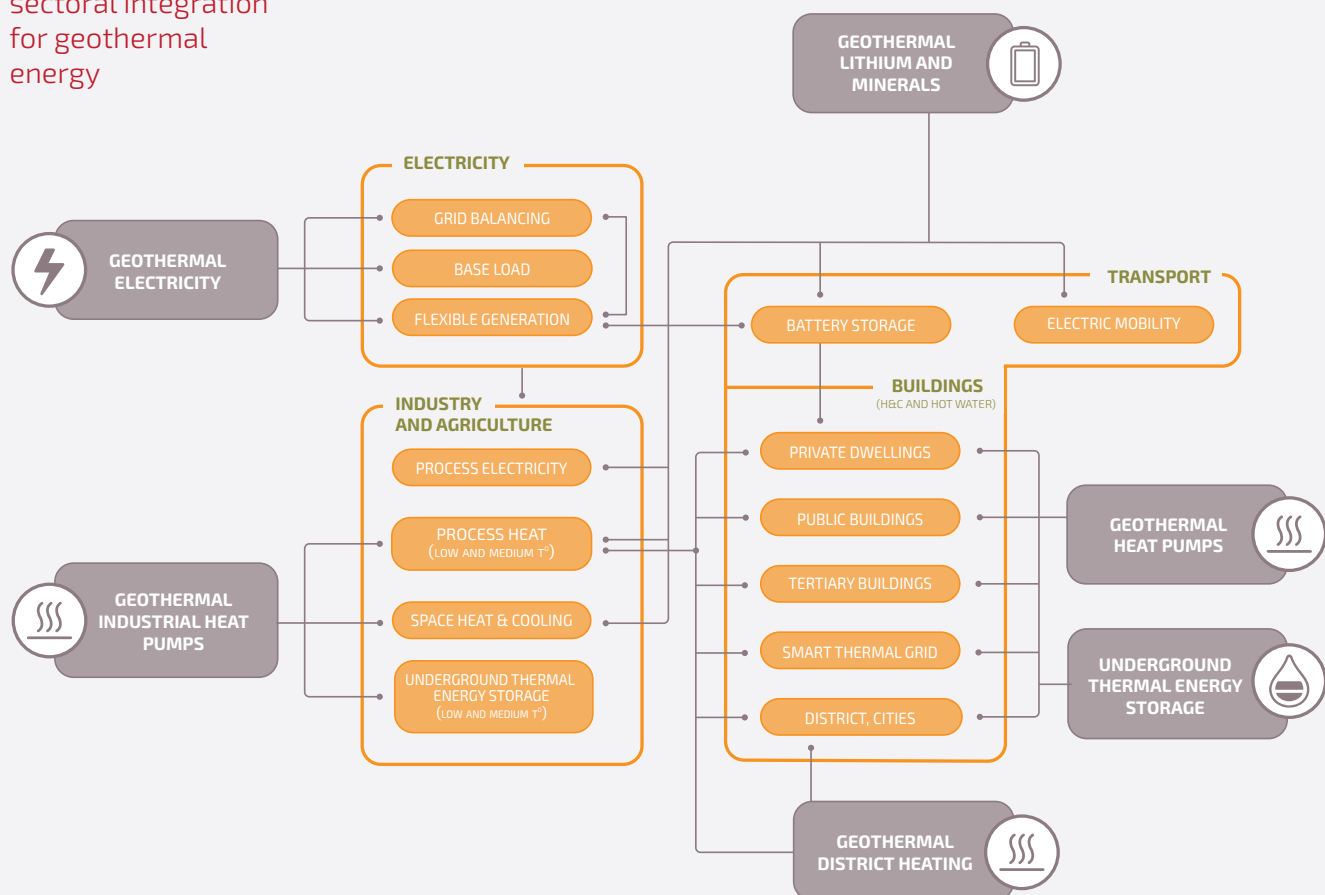 sectoral integration
for geothermal
energy
GEOTHERMAL
LITHIUM AND
MINERALS
ELECTRICITY
GRID BALANCING
BASE LOAD
FLEXIBLE GENERATION
GEOTHERMAL
ELECTRICITY
TRANSPORT
BATTERY STORAGE
ELECTRIC MOBILITY
INDUSTRY
AND AGRICULTURE
PROCESS ELECTRICITY
PROCESS HEAT
(LOW AND MEDIUM T°)
SPACE HEAT & COOLING
UNDERGROUND THERMAL
ENERGY STORAGE
(LOW AND MEDIUM T°)
GEOTHERMAL
INDUSTRIAL HEAT
PUMPS
BUILDINGS
(H&C AND HOT WATER)
PRIVATE DWELLINGS
PUBLIC BUILDINGS
TERTIARY BUILDINGS
SMART THERMAL GRID
DISTRICT, CITIES
GEOTHERMAL
HEAT PUMPS
UNDERGROUND
THERMAL ENERGY
STORAGE
GEOTHERMAL
DISTRICT HEATING